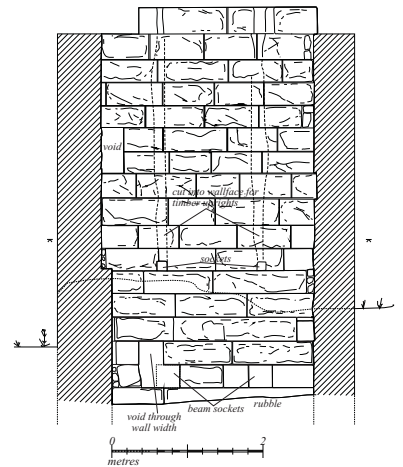 void
cut into wallface for
timber uprights
sockets
beam sockets
rubble
void through
wall width
0 2
metres